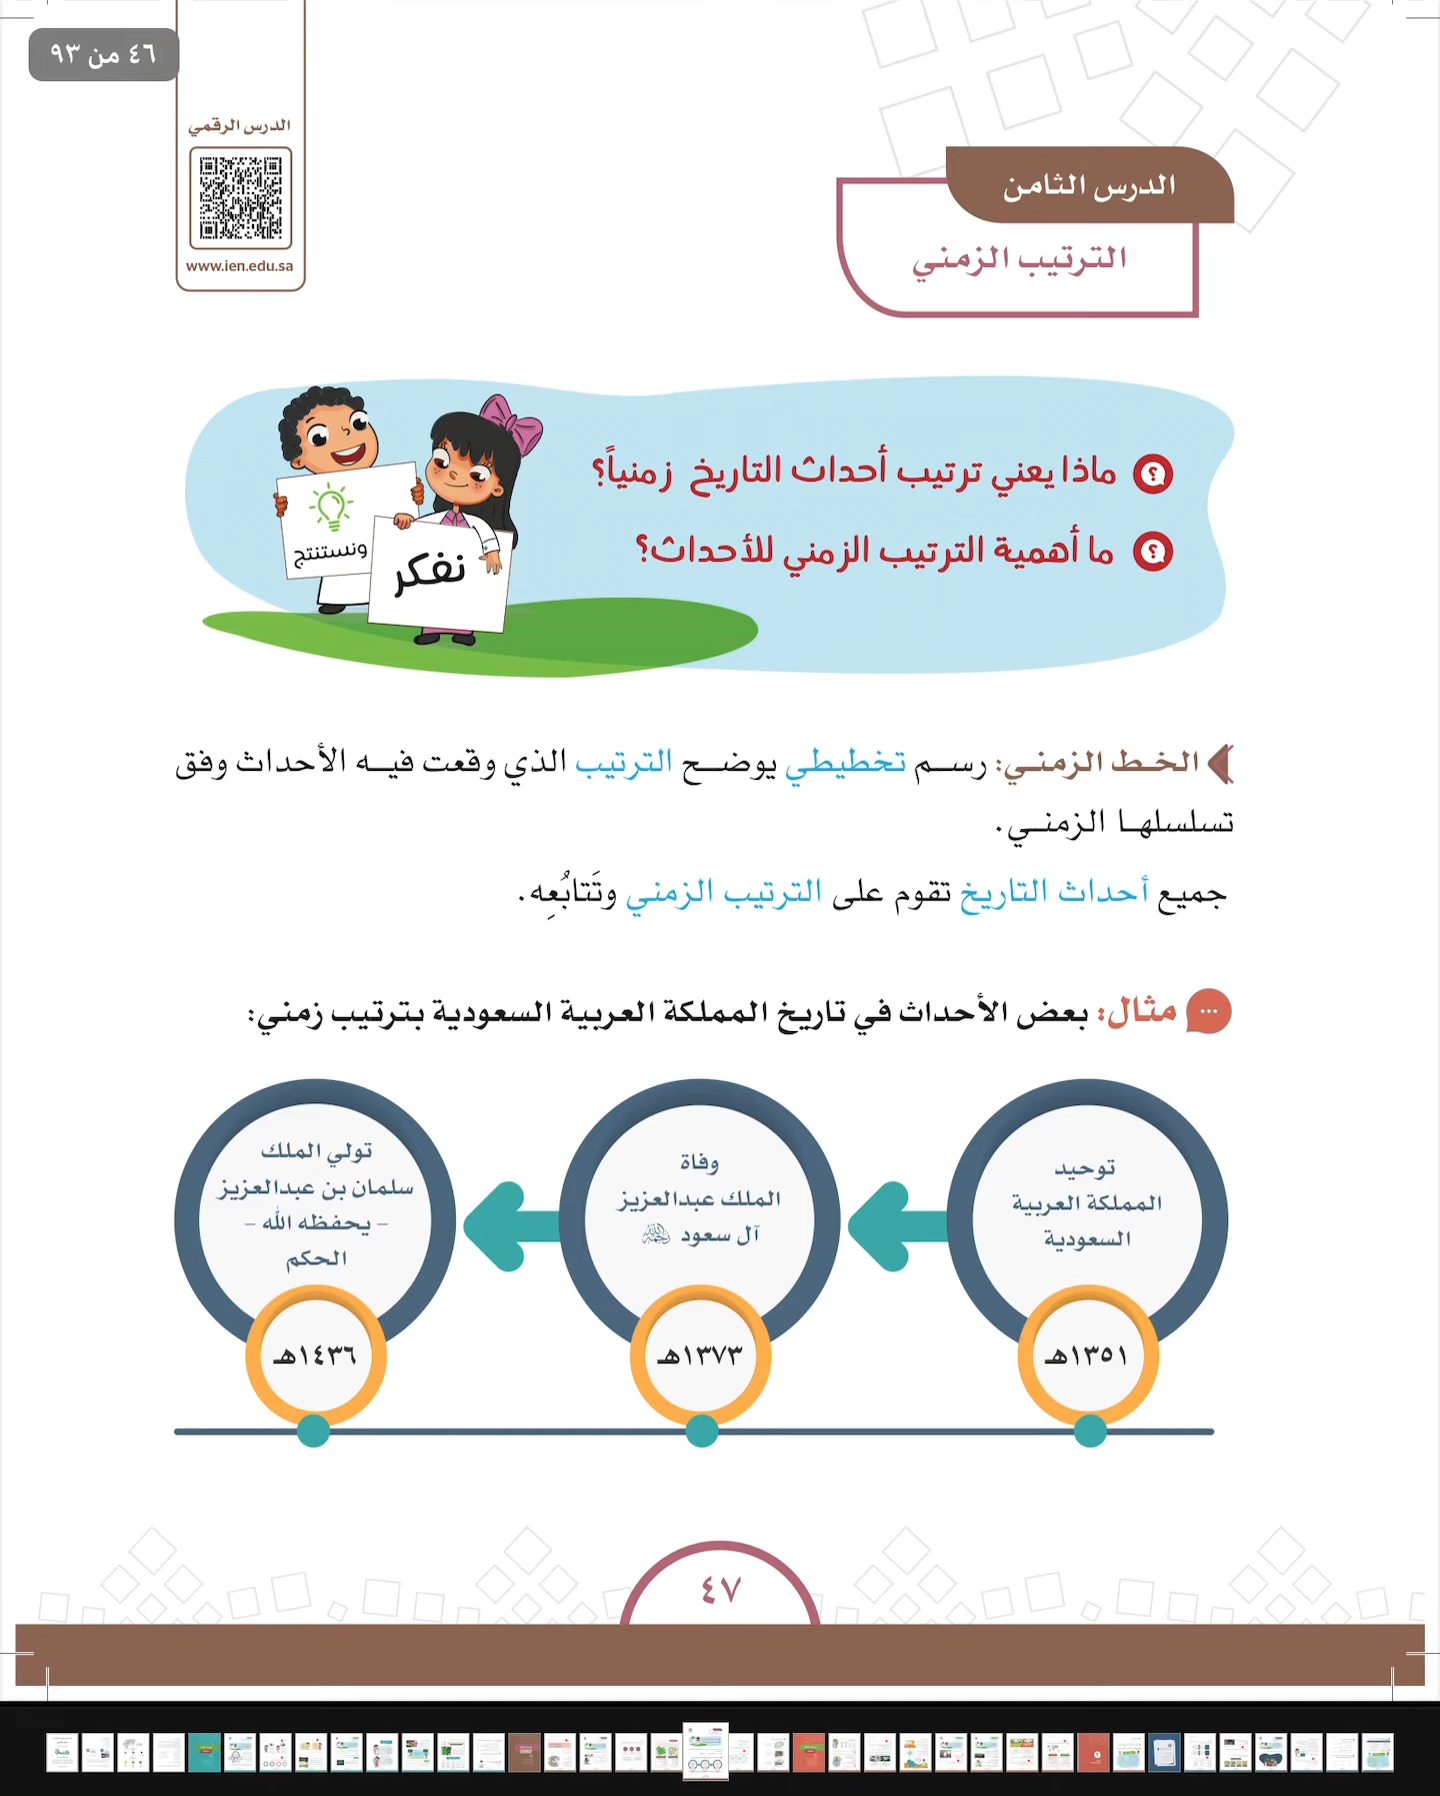 ٤٦ من ٩٣
الدرس الرقمي
www.ien.edu.sa
الدرس الثامن
الترتيب الزمني
ماذا يعني ترتيب أحداث التاريخ زمنياً؟
ما أهمية الترتيب الزمني للأحداث؟
ونستنتج
نفكر
الخط الزمني: رسم تخطيطي يوضح الترتيب الذي وقعت فيه الأحداث وفق
تسلسلها الزمني.
جميع أحداث التاريخ تقوم على الترتيب الزمني وتَتابُعِه.
مثال: بعض الأحداث في تاريخ المملكة العربية السعودية بترتيب زمني:
توحيد
المملكة العربية
السعودية
١٣٥١هـ
وفاة
الملك عبدالعزيز
آل سعود رحمه الله
١٣٧٣هـ
تولي الملك
سلمان بن عبدالعزيز
– يحفظه الله –
الحكم
١٤٣٦هـ
٤٧